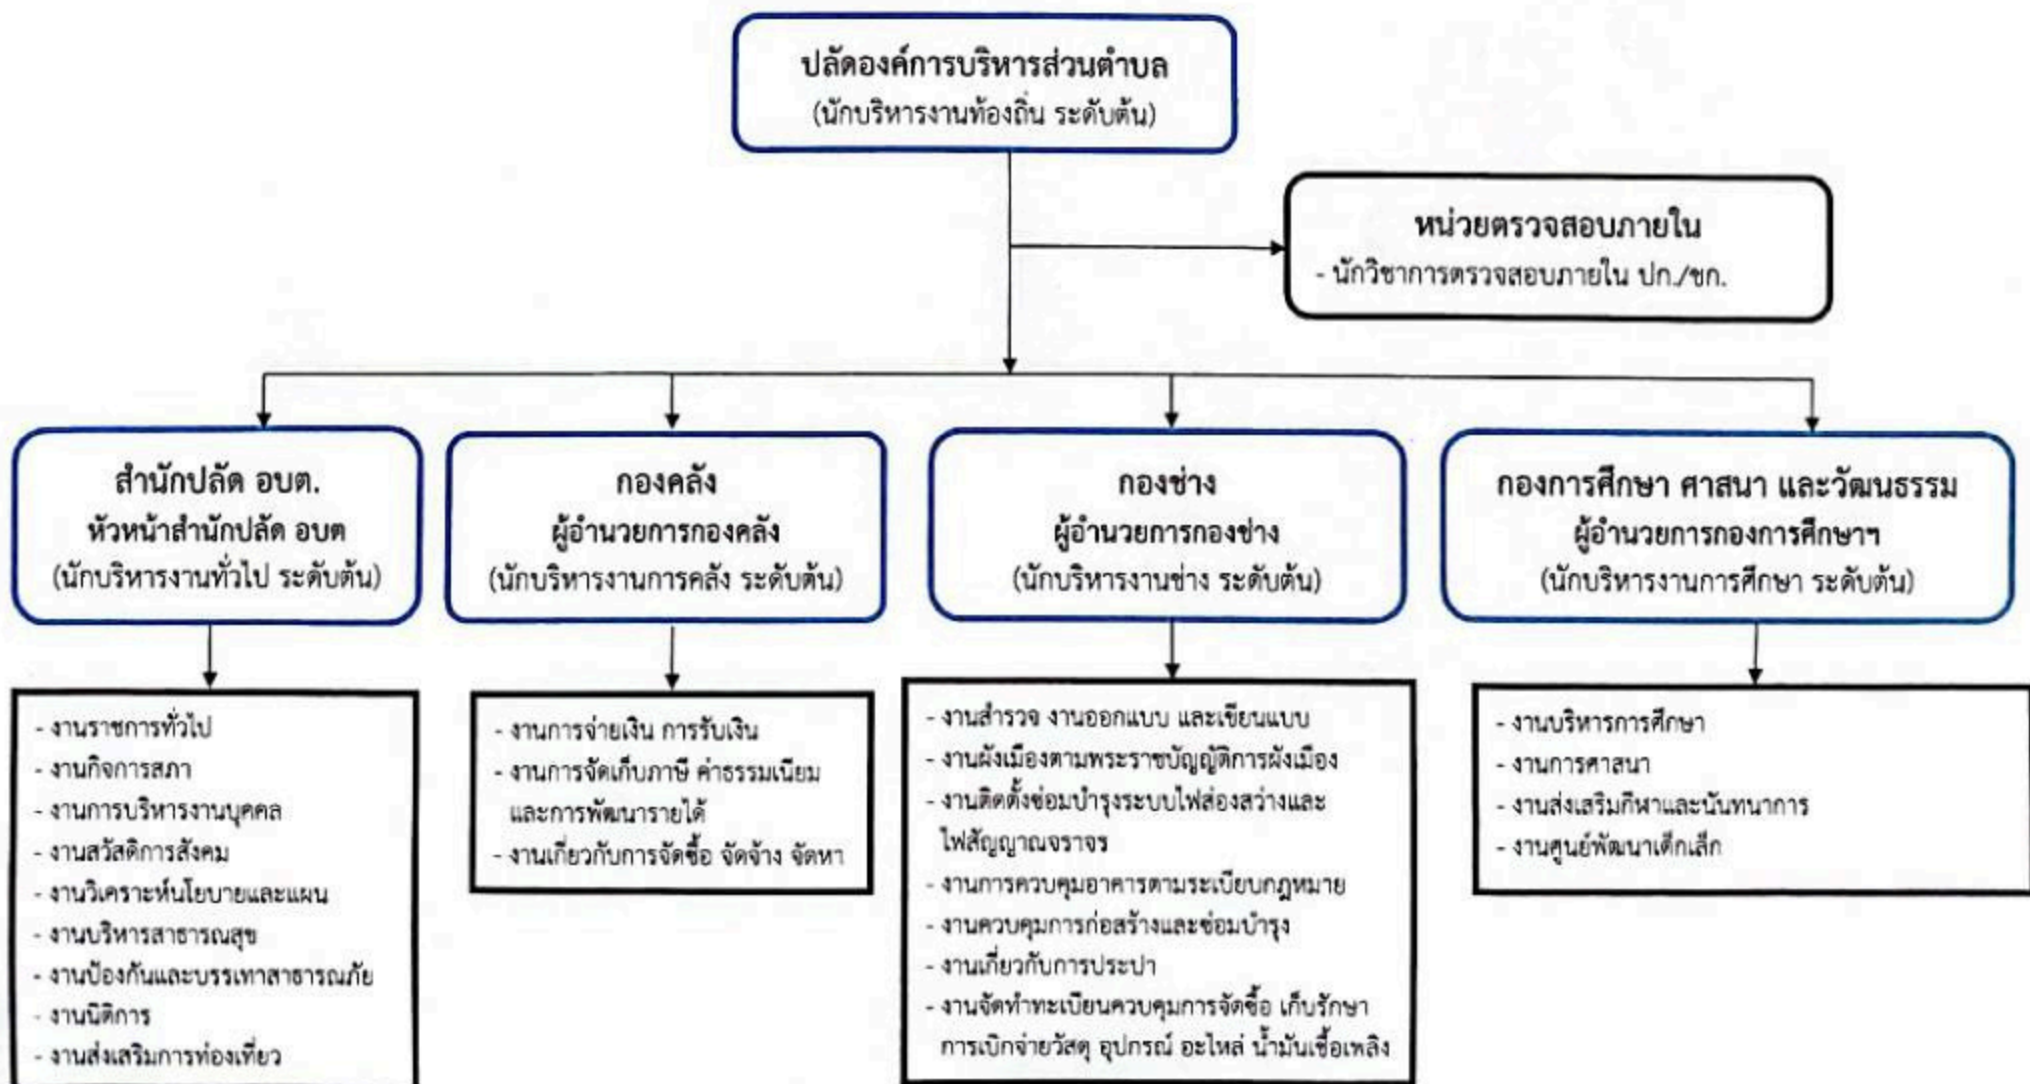 ปลัดองค์การบริหารส่วนตำบล
(นักบริหารงานท้องถิ่น ระดับต้น)
หน่วยตรวจสอบภายใน
- นักวิชาการตรวจสอบภายใน ปก./ชก.
สำนักปลัด อบต.
หัวหน้าสำนักปลัด อบต
(นักบริหารงานทั่วไป ระดับต้น)
กองคลัง
ผู้อำนวยการกองคลัง
(นักบริหารงานการคลัง ระดับต้น)
กองช่าง
ผู้อำนวยการกองช่าง
(นักบริหารงานช่าง ระดับต้น)
กองการศึกษา ศาสนา และวัฒนธรรม
ผู้อำนวยการกองการศึกษาฯ
(นักบริหารงานการศึกษา ระดับต้น)
- งานราชการทั่วไป
- งานกิจการสภา
- งานการบริหารงานบุคคล
- งานสวัสดิการสังคม
- งานวิเคราะห์นโยบายและแผน
- งานบริหารสาธารณสุข
- งานป้องกันและบรรเทาสาธารณภัย
- งานนิติการ
- งานส่งเสริมการท่องเที่ยว
- งานการจ่ายเงิน การรับเงิน
- งานการจัดเก็บภาษี ค่าธรรมเนียม
และการพัฒนารายได้
- งานเกี่ยวกับการจัดซื้อ จัดจ้าง จัดหา
- งานสำรวจ งานออกแบบ และเขียนแบบ
- งานผังเมืองตามพระราชบัญญัติการผังเมือง
- งานติดตั้งซ่อมบำรุงระบบไฟส่องสว่างและ
ไฟสัญญาณจราจร
- งานการควบคุมอาคารตามระเบียบกฎหมาย
- งานควบคุมการก่อสร้างและซ่อมบำรุง
- งานเกี่ยวกับการประปา
- งานจัดทำทะเบียนควบคุมการจัดซื้อ เก็บรักษา
การเบิกจ่ายวัสดุ อุปกรณ์ อะไหล่ น้ำมันเชื้อเพลิง
- งานบริหารการศึกษา
- งานการศาสนา
- งานส่งเสริมกีฬาและนันทนาการ
- งานศูนย์พัฒนาเด็กเล็ก